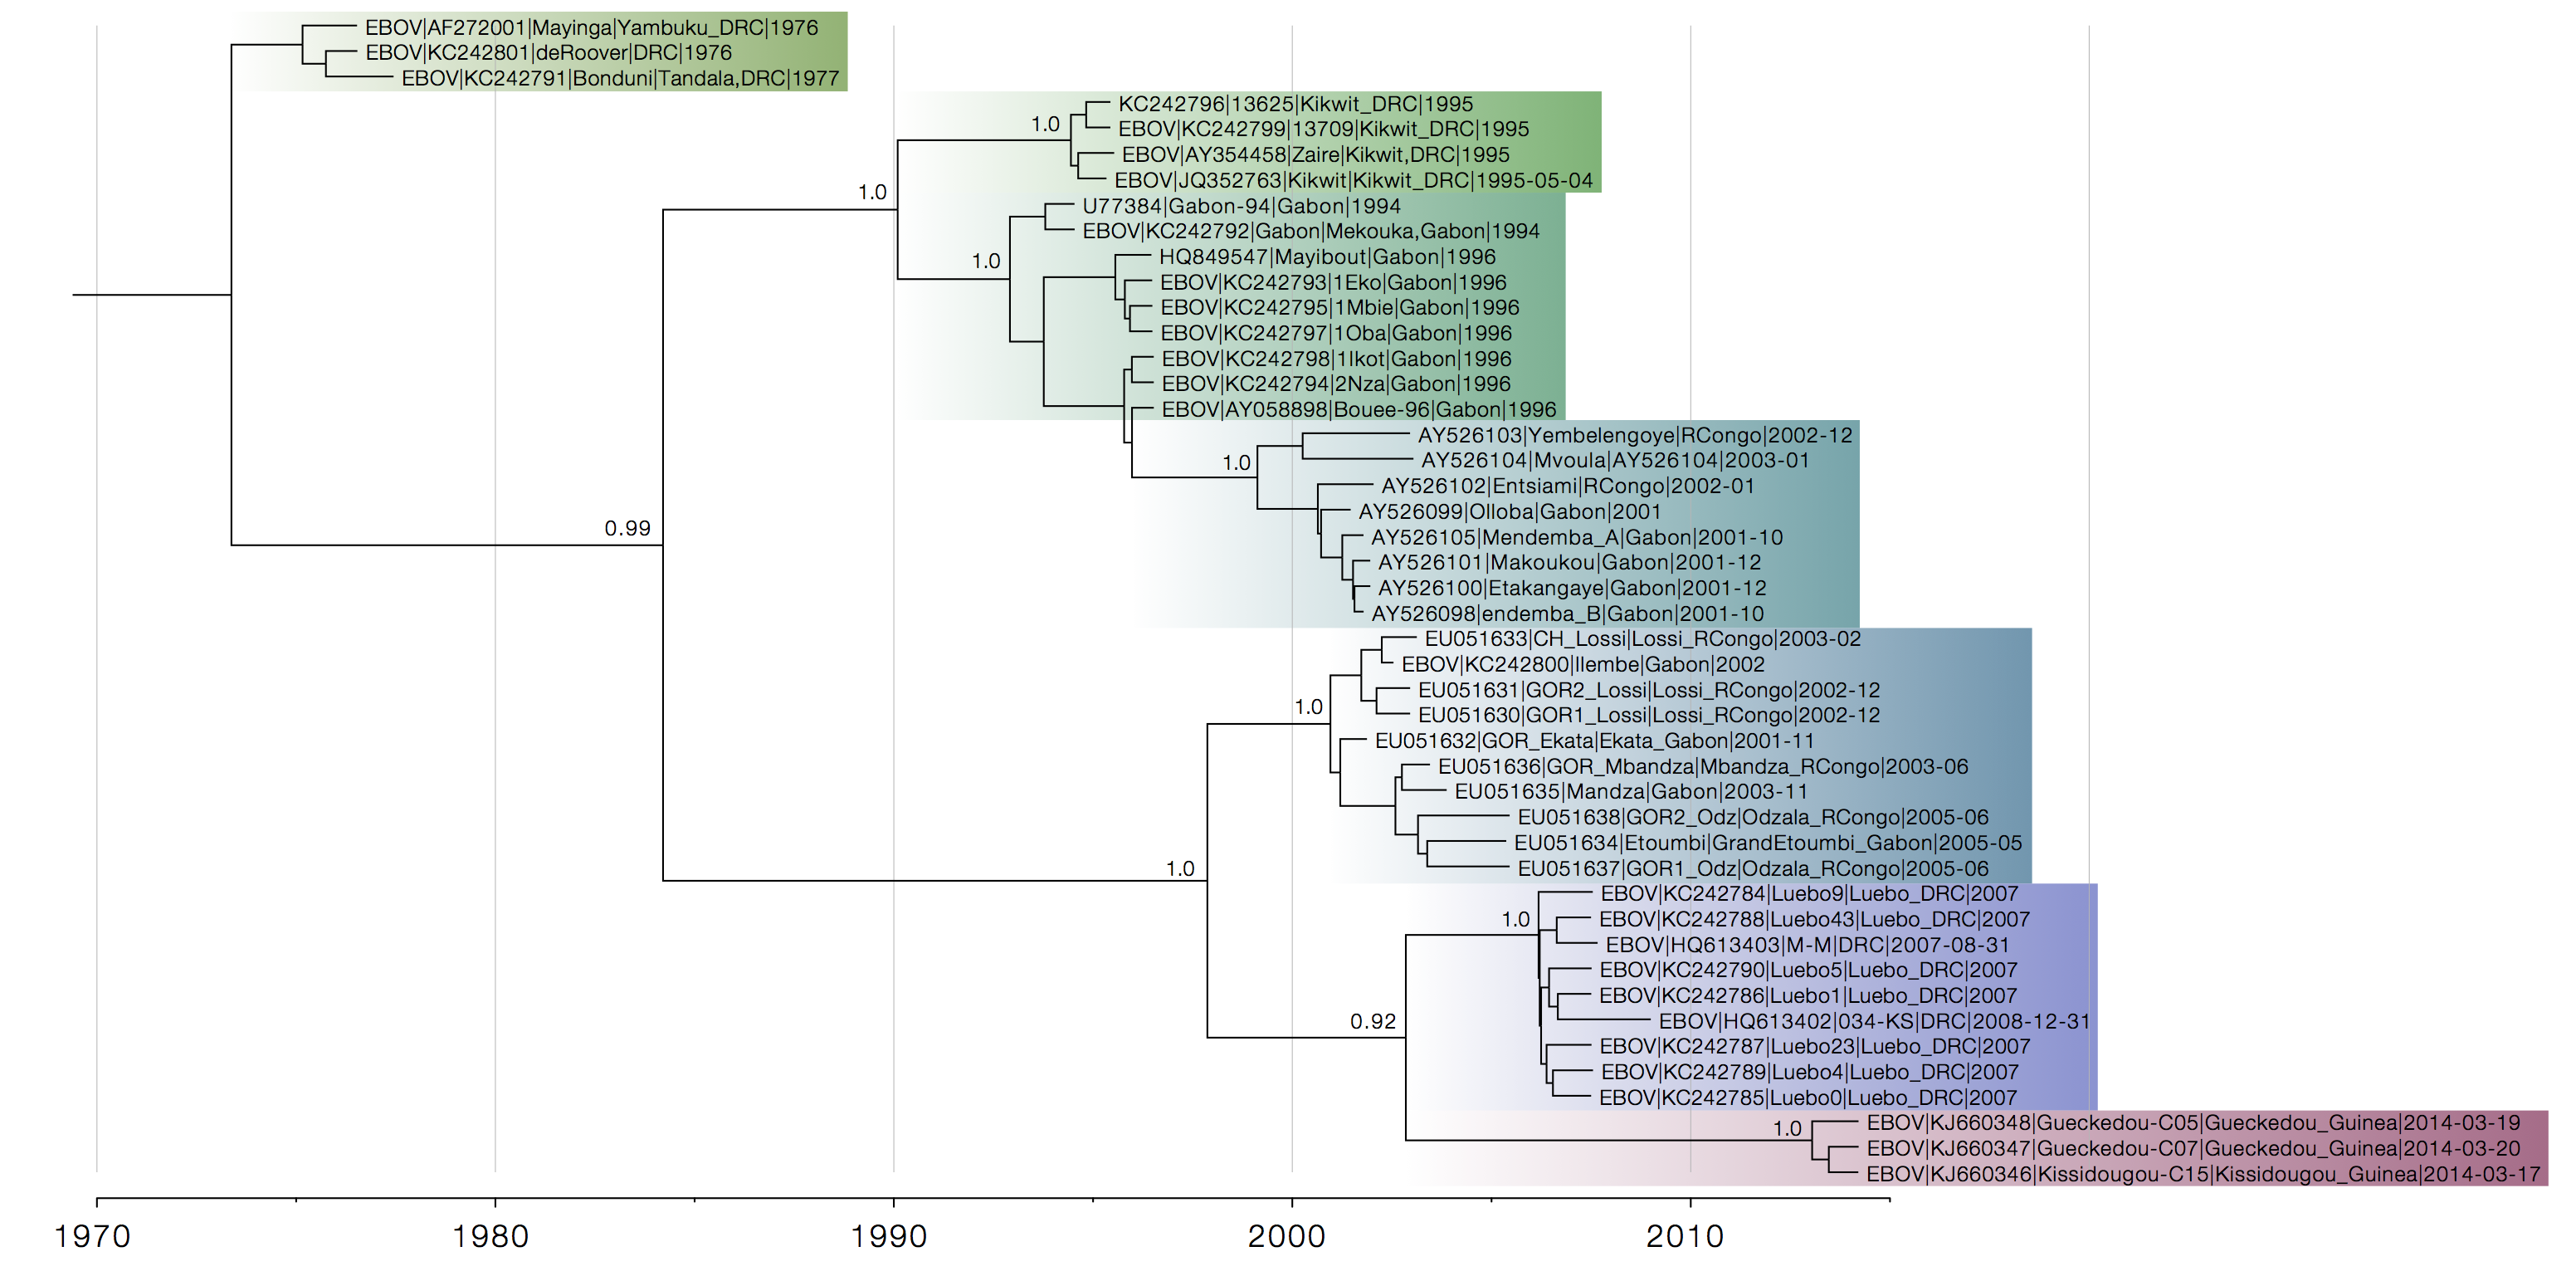 EBOV|AF272001|Mayinga|Yambuku_DRC|1976
EBOV|KC242801|deRoover|DRC|1976
EBOV|KC242791|Bonduni|Tandala,DRC|1977
KC242796|13625|Kikwit_DRC|1995
1.0
EBOV|KC242799|13709|Kikwit_DRC|1995
EBOV|AY354458|Zaire|Kikwit,DRC|1995
EBOV|JQ352763|Kikwit|Kikwit_DRC|1995-05-04
1.0
U77384|Gabon-94|Gabon|1994
EBOV|KC242792|Gabon|Mekouka,Gabon|1994
HQ849547|Mayibout|Gabon|1996
1.0
EBOV|KC242793|1Eko|Gabon|1996
EBOV|KC242795|1Mbie|Gabon|1996
EBOV|KC242797|1Oba|Gabon|1996
EBOV|KC242798|1Ikot|Gabon|1996
EBOV|KC242794|2Nza|Gabon|1996
EBOV|AY058898|Bouee-96|Gabon|1996
AY526103|Yembelengoye|RCongo|2002-12
1.0
AY526104|Mvoula|AY526104|2003-01
AY526102|Entsiami|RCongo|2002-01
AY526099|Olloba|Gabon|2001
0.99
AY526105|Mendemba_A|Gabon|2001-10
AY526101|Makoukou|Gabon|2001-12
AY526100|Etakangaye|Gabon|2001-12
AY526098|endemba_B|Gabon|2001-10
EU051633|CH_Lossi|Lossi_RCongo|2003-02
EBOV|KC242800|Ilembe|Gabon|2002
EU051631|GOR2_Lossi|Lossi_RCongo|2002-12
1.0
EU051630|GOR1_Lossi|Lossi_RCongo|2002-12
EU051632|GOR_Ekata|Ekata_Gabon|2001-11
EU051636|GOR_Mbandza|Mbandza_RCongo|2003-06
EU051635|Mandza|Gabon|2003-11
EU051638|GOR2_Odz|Odzala_RCongo|2005-06
EU051634|Etoumbi|GrandEtoumbi_Gabon|2005-05
1.0
EU051637|GOR1_Odz|Odzala_RCongo|2005-06
EBOV|KC242784|Luebo9|Luebo_DRC|2007
1.0
EBOV|KC242788|Luebo43|Luebo_DRC|2007
EBOV|HQ613403|M-M|DRC|2007-08-31
EBOV|KC242790|Luebo5|Luebo_DRC|2007
EBOV|KC242786|Luebo1|Luebo_DRC|2007
0.92
EBOV|HQ613402|034-KS|DRC|2008-12-31
EBOV|KC242787|Luebo23|Luebo_DRC|2007
EBOV|KC242789|Luebo4|Luebo_DRC|2007
EBOV|KC242785|Luebo0|Luebo_DRC|2007
EBOV|KJ660348|Gueckedou-C05|Gueckedou_Guinea|2014-03-19
1.0
EBOV|KJ660347|Gueckedou-C07|Gueckedou_Guinea|2014-03-20
EBOV|KJ660346|Kissidougou-C15|Kissidougou_Guinea|2014-03-17
1970 1980 1990 2000 2010